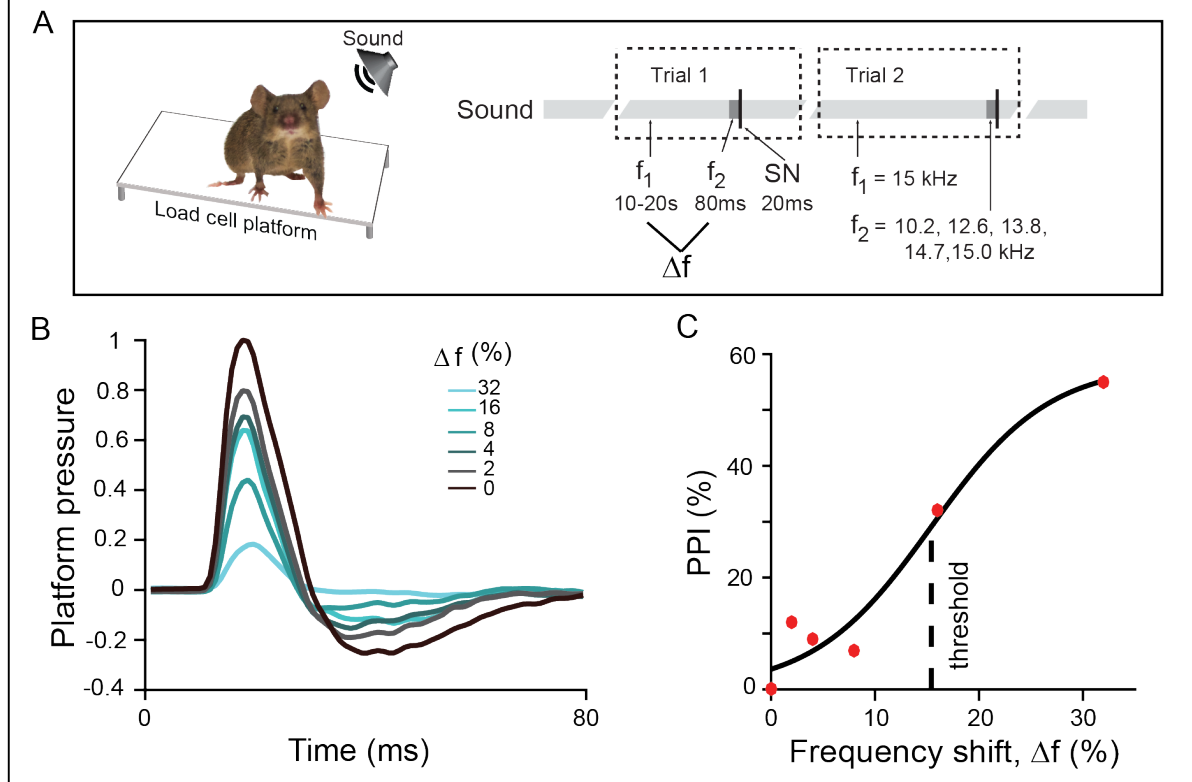 A
Sound
Load cell platform
Sound
Trial 1
Trial 2
f1
f2
SN
10-20s
80ms
20ms
Δf
f1 = 15 kHz
f2 = 10.2, 12.6, 13.8,
14.7,15.0 kHz
B
Platform pressure
1
0.8
0.6
0.4
0.2
0
-0.2
-0.4
0
80
Time (ms)
Δ f (%)
32
16
8
4
2
0
C
PPI (%)
60
40
20
0
threshold
0
10
20
30
Frequency shift, Δf (%)